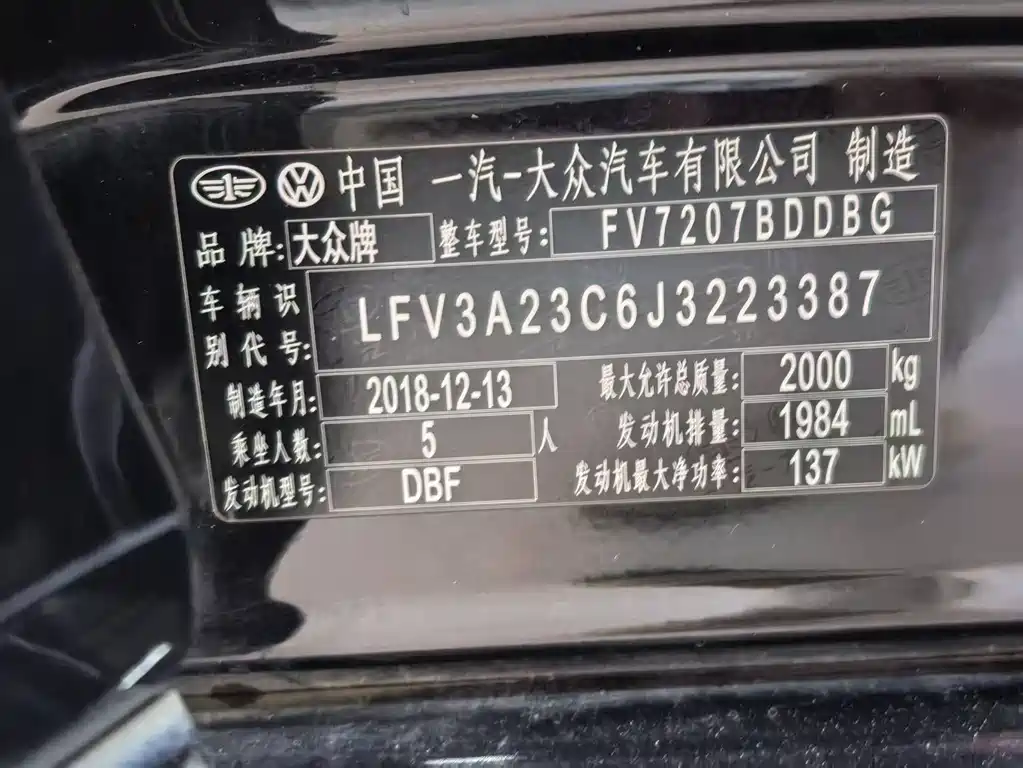 中国 一汽-大众汽车有限公司 制造
品牌: 大众牌 整车型号: FV7207BDDBG
车辆识别代号: LFV3A23C6J3223387
制造年月: 2018-12-13 最大允许总质量: 2000 kg
乘坐人数: 5 人 发动机排量: 1984 mL
发动机型号: DBF 发动机最大净功率: 137 kW